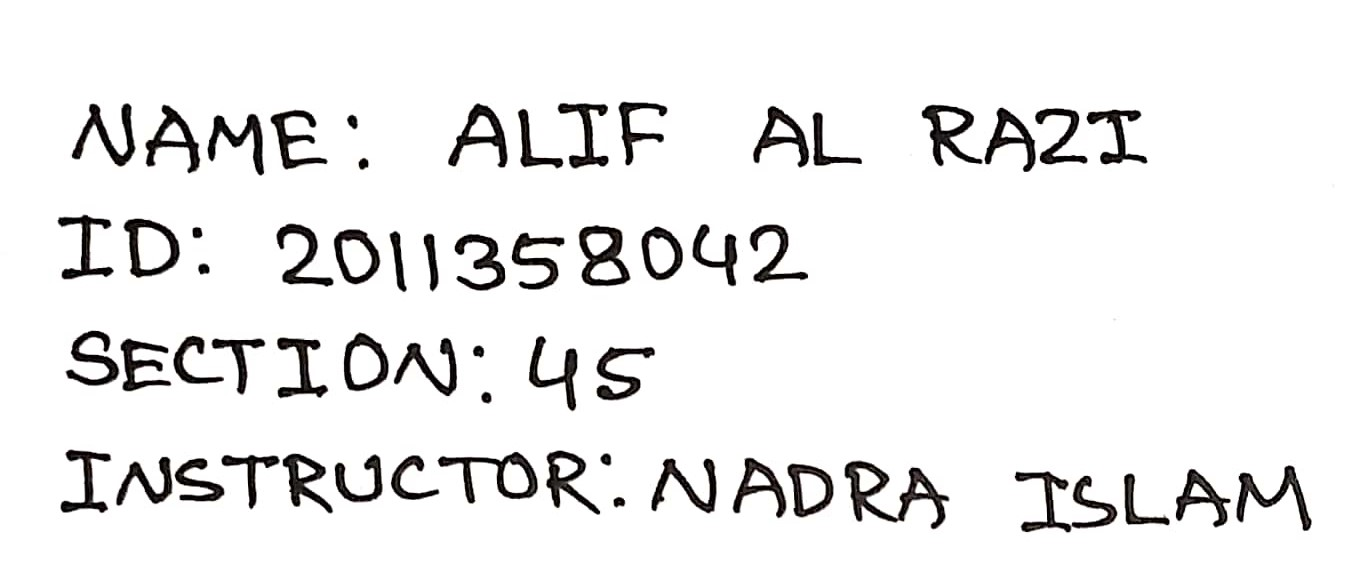 NAME: ALIF AL RAZI
ID: 2011358042
SECTION: 45
INSTRUCTOR: NADRA ISLAM